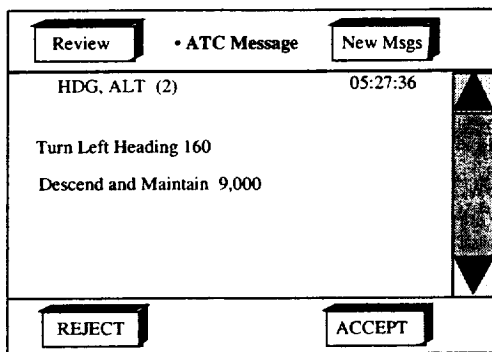 Review • ATC Message New Msgs
HDG, ALT (2) 05:27:36
Turn Left Heading 160
Descend and Maintain 9,000
REJECT ACCEPT